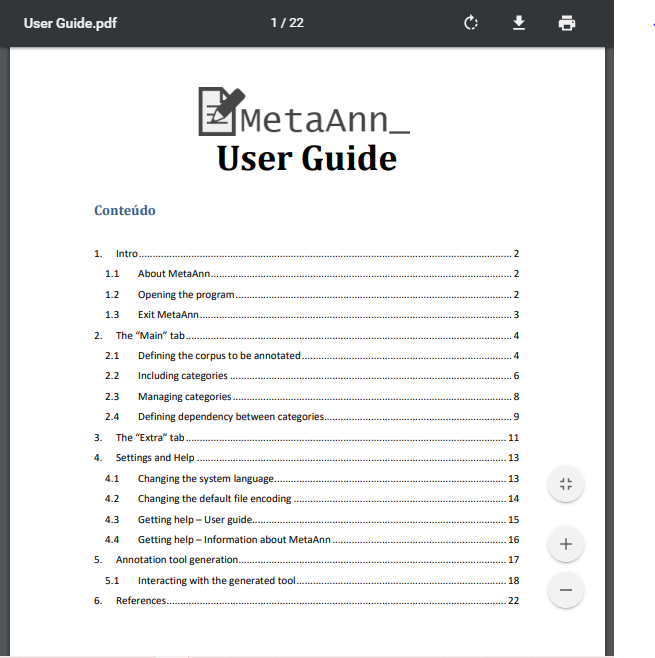 User Guide.pdf 1 / 22
MetaAnn_
User Guide
Conteúdo
1. Intro 2
1.1 About MetaAnn 2
1.2 Opening the program 2
1.3 Exit MetaAnn 3
2. The “Main” tab 4
2.1 Defining the corpus to be annotated 4
2.2 Including categories 6
2.3 Managing categories 8
2.4 Defining dependency between categories 9
3. The “Extra” tab 11
4. Settings and Help 13
4.1 Changing the system language 13
4.2 Changing the default file encoding 14
4.3 Getting help – User guide 15
4.4 Getting help – Information about MetaAnn 16
5. Annotation tool generation 17
5.1 Interacting with the generated tool 18
6. References 22